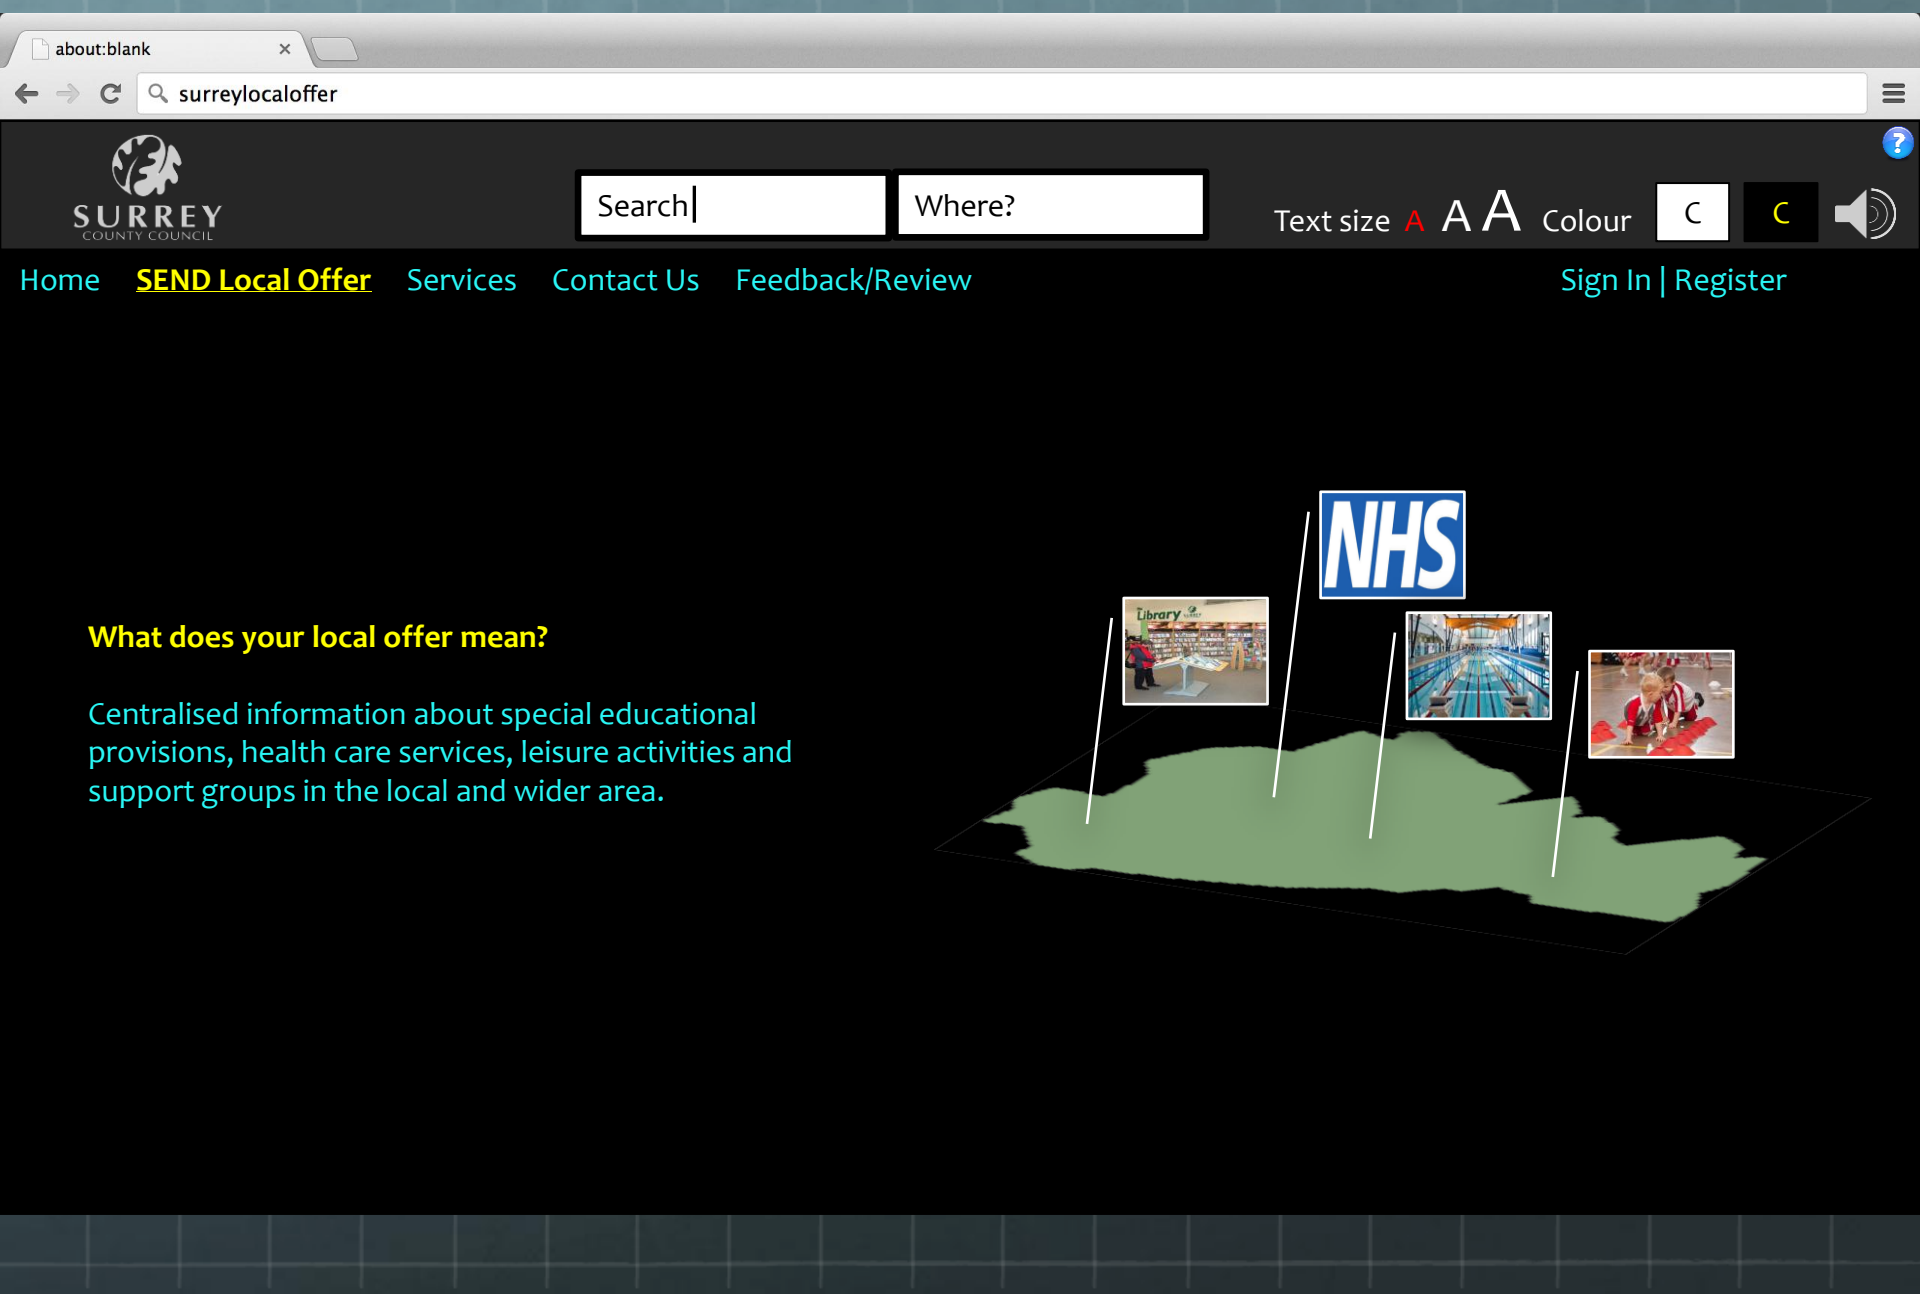 about:blank
surreylocaloffer
SURREY
COUNTY COUNCIL
Search
Where?
Text size A A A Colour C C
?
Home SEND Local Offer Services Contact Us Feedback/Review Sign In | Register
NHS
Library
What does your local offer mean?
Centralised information about special educational
provisions, health care services, leisure activities and
support groups in the local and wider area.